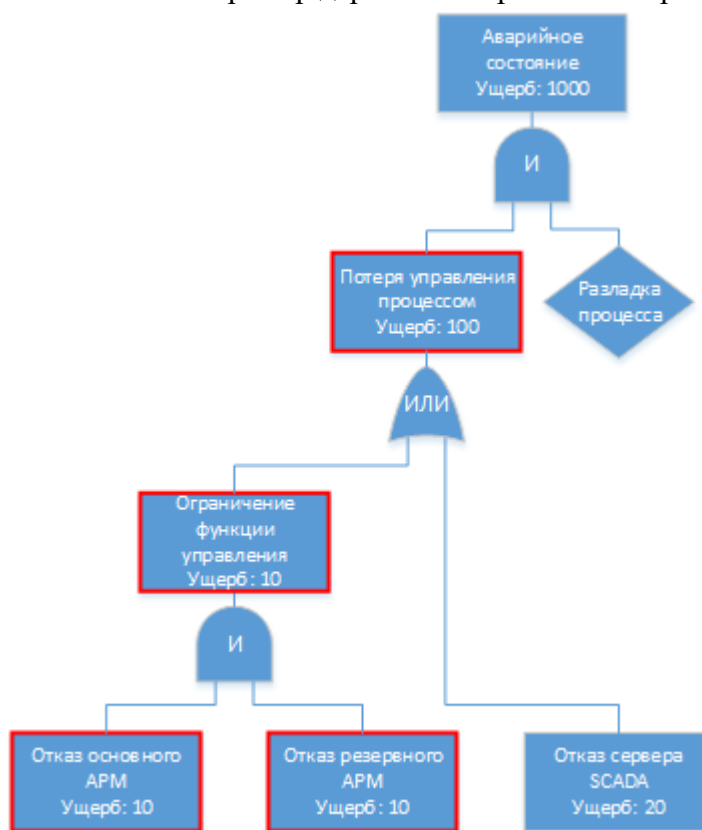 Аварийное
состояние
Ущерб: 1000
И
Потеря управления
процессом
Ущерб: 100
Разладка
процесса
ИЛИ
Ограничение
функции
управления
Ущерб: 10
И
Отказ основного
АРМ
Ущерб: 10
Отказ резервного
АРМ
Ущерб: 10
Отказ сервера
SCADA
Ущерб: 20